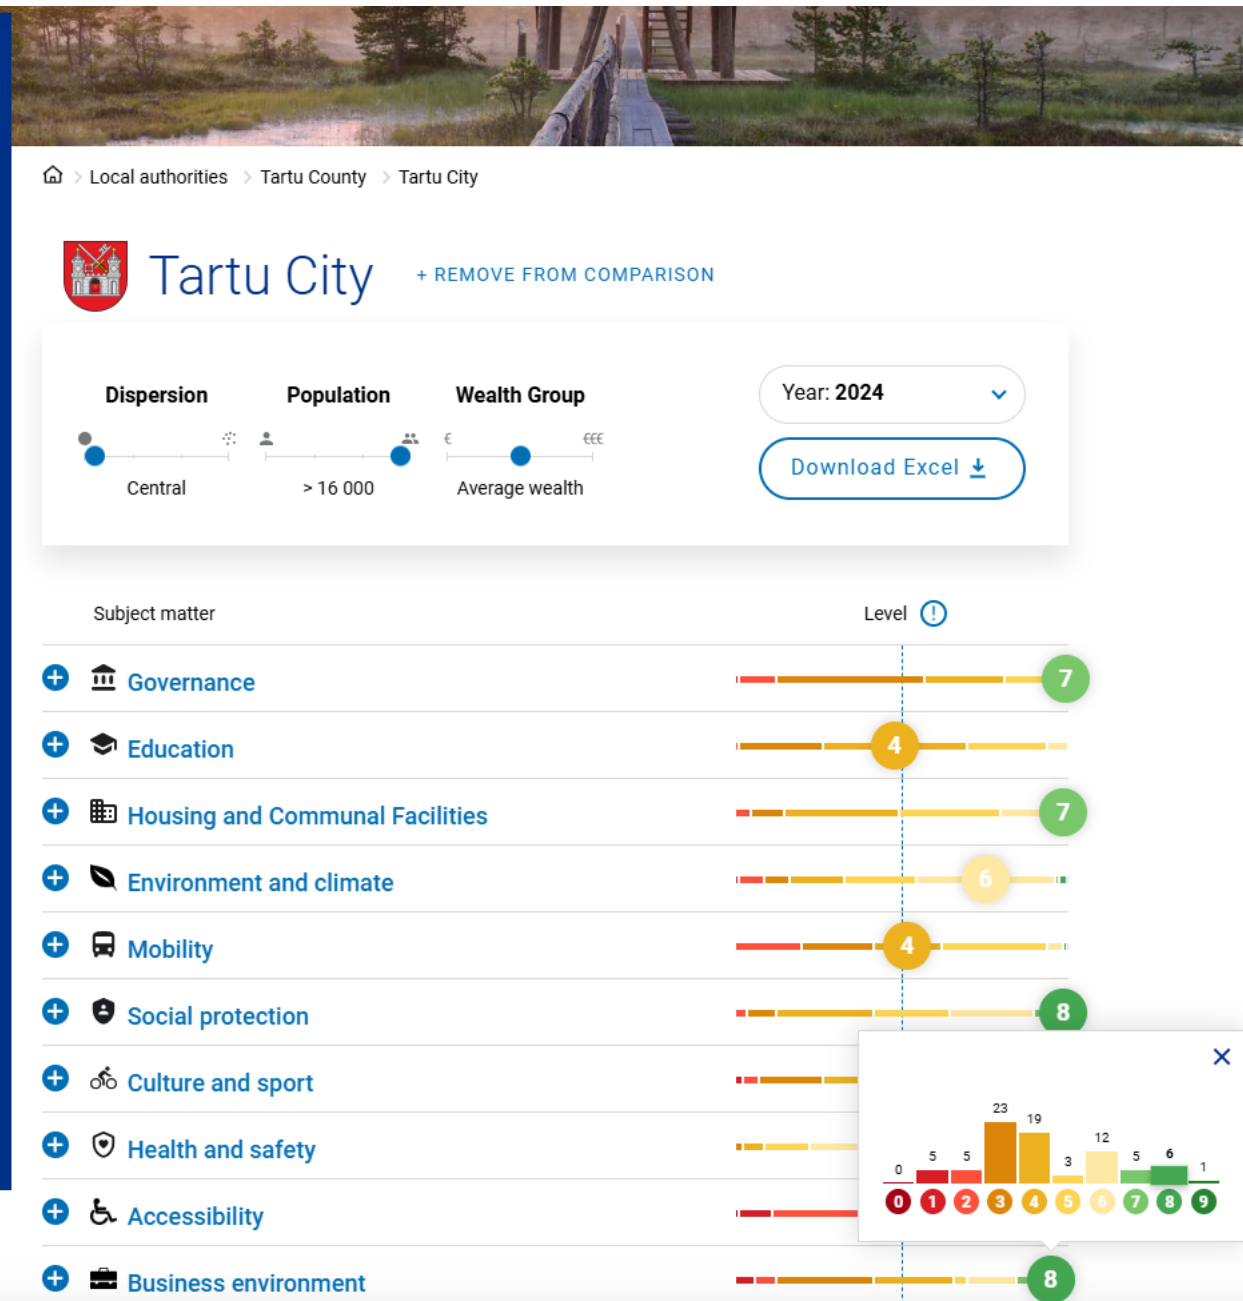 Local authorities > Tartu County > Tartu City
Tartu City + REMOVE FROM COMPARISON
Dispersion Population Wealth Group
Year: 2024
€ €€€
Central > 16 000 Average wealth
Download Excel
Subject matter Level
Governance 7
Education 4
Housing and Communal Facilities 7
Environment and climate 6
Mobility 4
Social protection 8
Culture and sport
Health and safety
Accessibility
Business environment 8
0 5 5 23 19 3 12 5 6 1
0 1 2 3 4 5 6 7 8 9